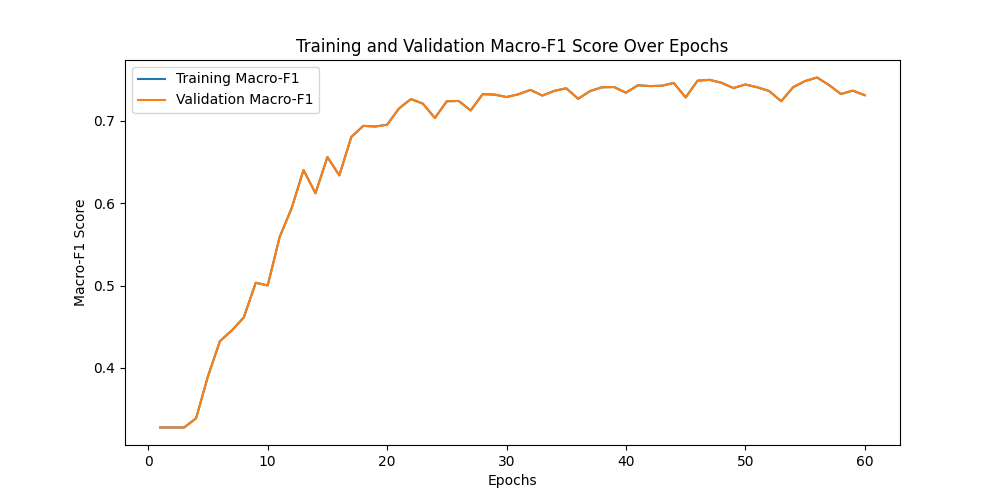 Training and Validation Macro-F1 Score Over Epochs
Training Macro-F1
Validation Macro-F1
Macro-F1 Score
0.7
0.6
0.5
0.4
0 10 20 30 40 50 60
Epochs